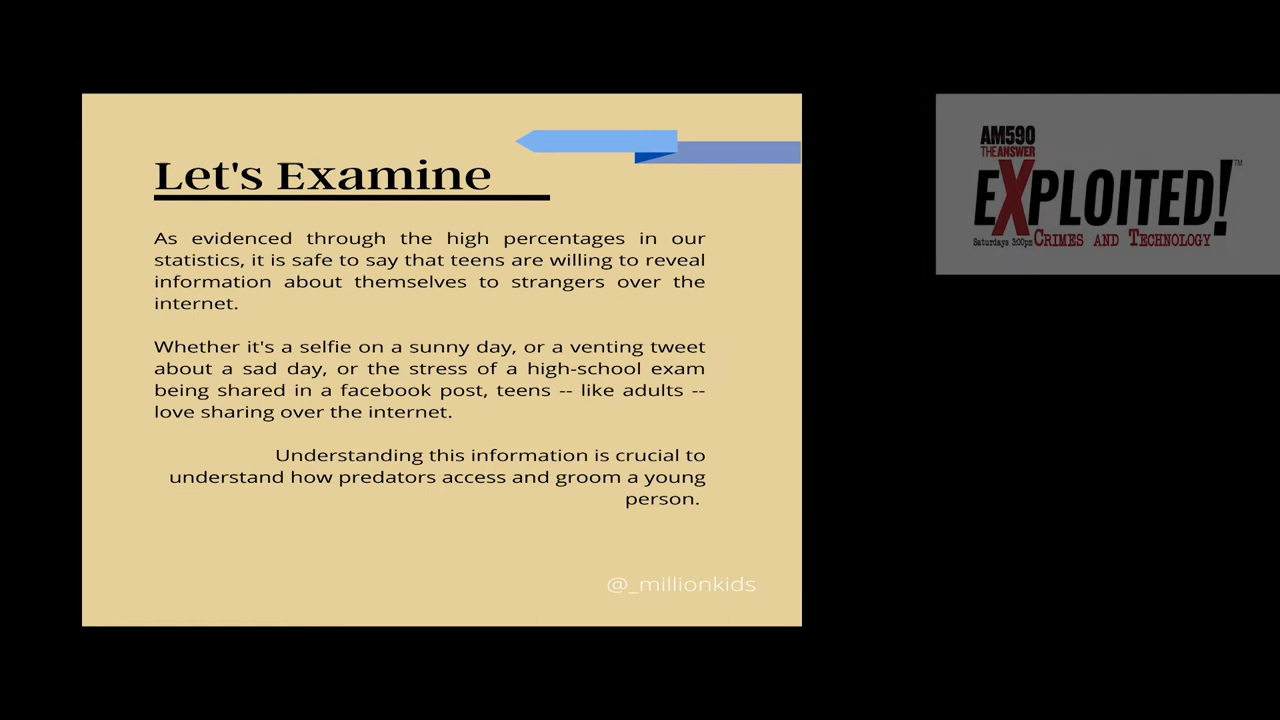 Let's Examine
As evidenced through the high percentages in our
statistics, it is safe to say that teens are willing to reveal
information about themselves to strangers over the
internet.
Whether it's a selfie on a sunny day, or a venting tweet
about a sad day, or the stress of a high-school exam
being shared in a facebook post, teens -- like adults --
love sharing over the internet.
Understanding this information is crucial to
understand how predators access and groom a young
person.
@_millionkids
AM590
THE ANSWER
EXPLOITED!™
Saturdays 3:00pm CRIMES AND TECHNOLOGY